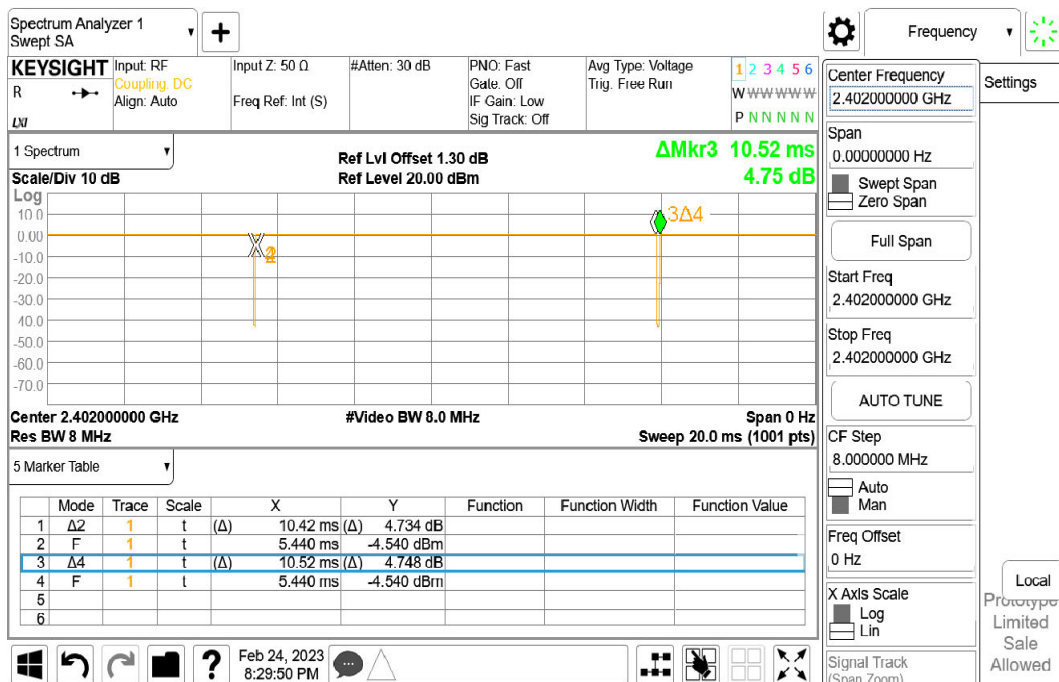 Spectrum Analyzer 1
Swept SA
Frequency
KEYSIGHT
R
LXI
Input: RF
Coupling: DC
Align: Auto
Input Z: 50 Ω
Freq Ref: Int (S)
#Atten: 30 dB
PNO: Fast
Gate: Off
IF Gain: Low
Sig Track: Off
Avg Type: Voltage
Trig: Free Run
1 2 3 4 5 6
W W W W W W
P N N N N N
1 Spectrum
Scale/Div 10 dB
Ref Lvl Offset 1.30 dB
Ref Level 20.00 dBm
ΔMkr3 10.52 ms
4.75 dB
Log
10.0
0.00
-10.0
-20.0
-30.0
-40.0
-50.0
-60.0
-70.0
3Δ4
Center 2.402000000 GHz
#Video BW 8.0 MHz
Span 0 Hz
Res BW 8 MHz
Sweep 20.0 ms (1001 pts)
5 Marker Table
Mode Trace Scale X Y Function Function Width Function Value
1 Δ2 1 t (Δ) 10.42 ms (Δ) 4.734 dB
2 F 1 t 5.440 ms -4.540 dBm
3 Δ4 1 t (Δ) 10.52 ms (Δ) 4.748 dB
4 F 1 t 5.440 ms -4.540 dBm
5
6
Feb 24, 2023
8:29:50 PM
Center Frequency
2.402000000 GHz
Span
0.00000000 Hz
Swept Span
Zero Span
Full Span
Start Freq
2.402000000 GHz
Stop Freq
2.402000000 GHz
AUTO TUNE
CF Step
8.000000 MHz
Auto
Man
Freq Offset
0 Hz
X Axis Scale
Log
Lin
Signal Track
(Span Zoom)
Settings
Local
Prototype
Limited
Sale
Allowed